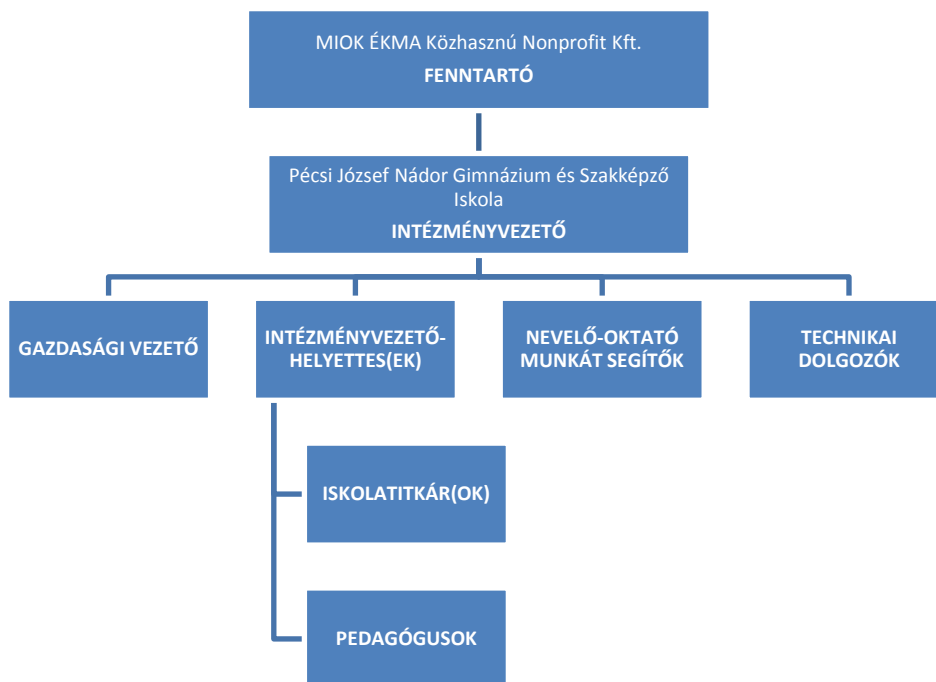 MIOK ÉKMA Közhasznú Nonprofit Kft.
FENNTARTÓ
Pécsi József Nádor Gimnázium és Szakképző
Iskola
INTÉZMÉNYVEZETŐ
GAZDASÁGI VEZETŐ
INTÉZMÉNYVEZETŐ-
HELYETTES(EK)
NEVELŐ-OKTATÓ
MUNKÁT SEGÍTŐK
TECHNIKAI
DOLGOZÓK
ISKOLATITKÁR(OK)
PEDAGÓGUSOK